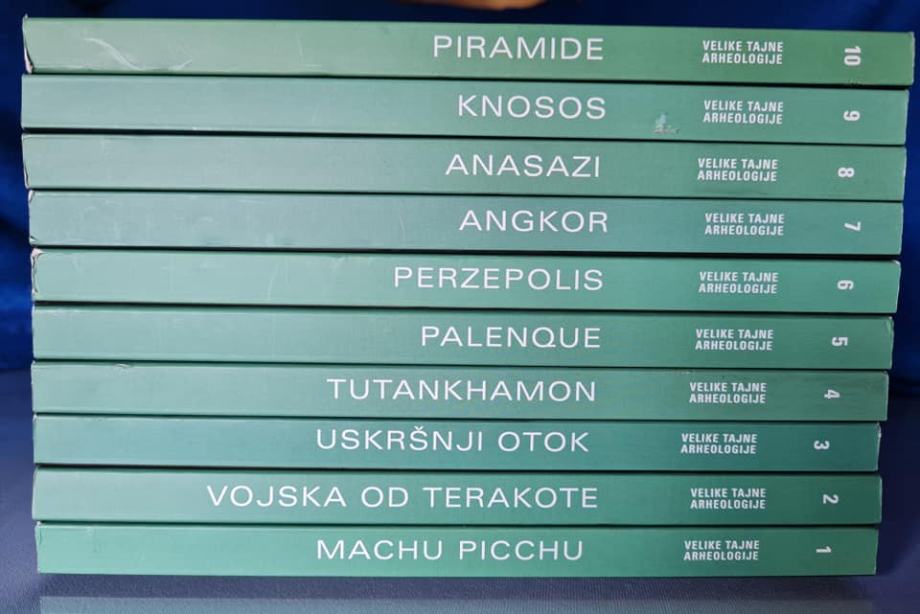 PIRAMIDE
VELIKE TAJNE
ARHEOLOGIJE
10
KNOSOS
VELIKE TAJNE
ARHEOLOGIJE
9
ANASAZI
VELIKE TAJNE
ARHEOLOGIJE
8
ANGKOR
VELIKE TAJNE
ARHEOLOGIJE
7
PERZEPOLIS
VELIKE TAJNE
ARHEOLOGIJE
6
PALENQUE
VELIKE TAJNE
ARHEOLOGIJE
5
TUTANKHAMON
VELIKE TAJNE
ARHEOLOGIJE
4
USKRŠNJI OTOK
VELIKE TAJNE
ARHEOLOGIJE
3
VOJSKA OD TERAKOTE
VELIKE TAJNE
ARHEOLOGIJE
2
MACHU PICCHU
VELIKE TAJNE
ARHEOLOGIJE
1